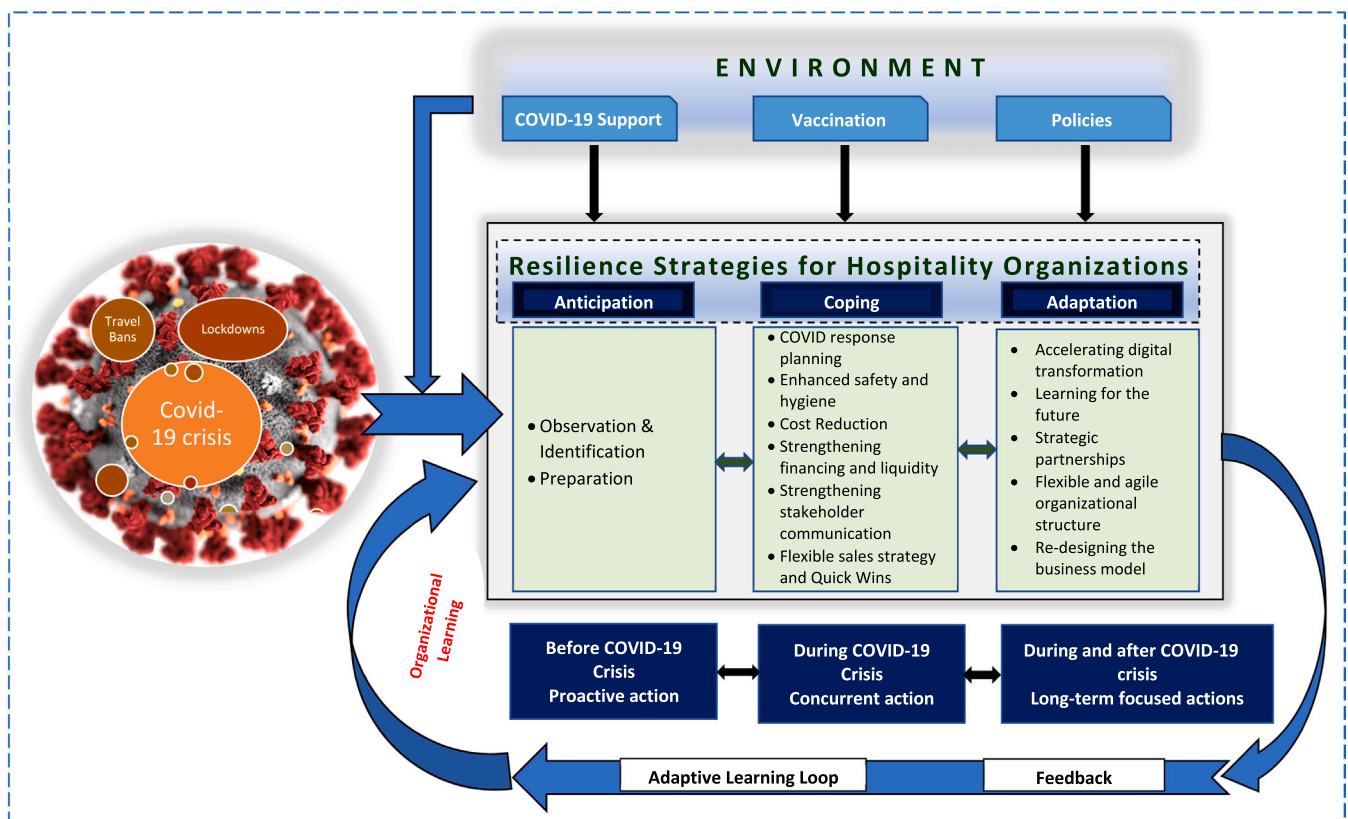 ENVIRONMENT
COVID-19 Support
Vaccination
Policies
Resilience Strategies for Hospitality Organizations
Anticipation
Coping
Adaptation
Travel
Bans
Lockdowns
Covid-
19 crisis
• Observation &
Identification
• Preparation
• COVID response
planning
• Enhanced safety and
hygiene
• Cost Reduction
• Strengthening
financing and liquidity
• Strengthening
stakeholder
communication
• Flexible sales strategy
and Quick Wins
• Accelerating digital
transformation
• Learning for the
future
• Strategic
partnerships
• Flexible and agile
organizational
structure
• Re-designing the
business model
Organizational
Learning
Before COVID-19
Crisis
Proactive action
During COVID-19
Crisis
Concurrent action
During and after COVID-19
crisis
Long-term focused actions
Adaptive Learning Loop
Feedback